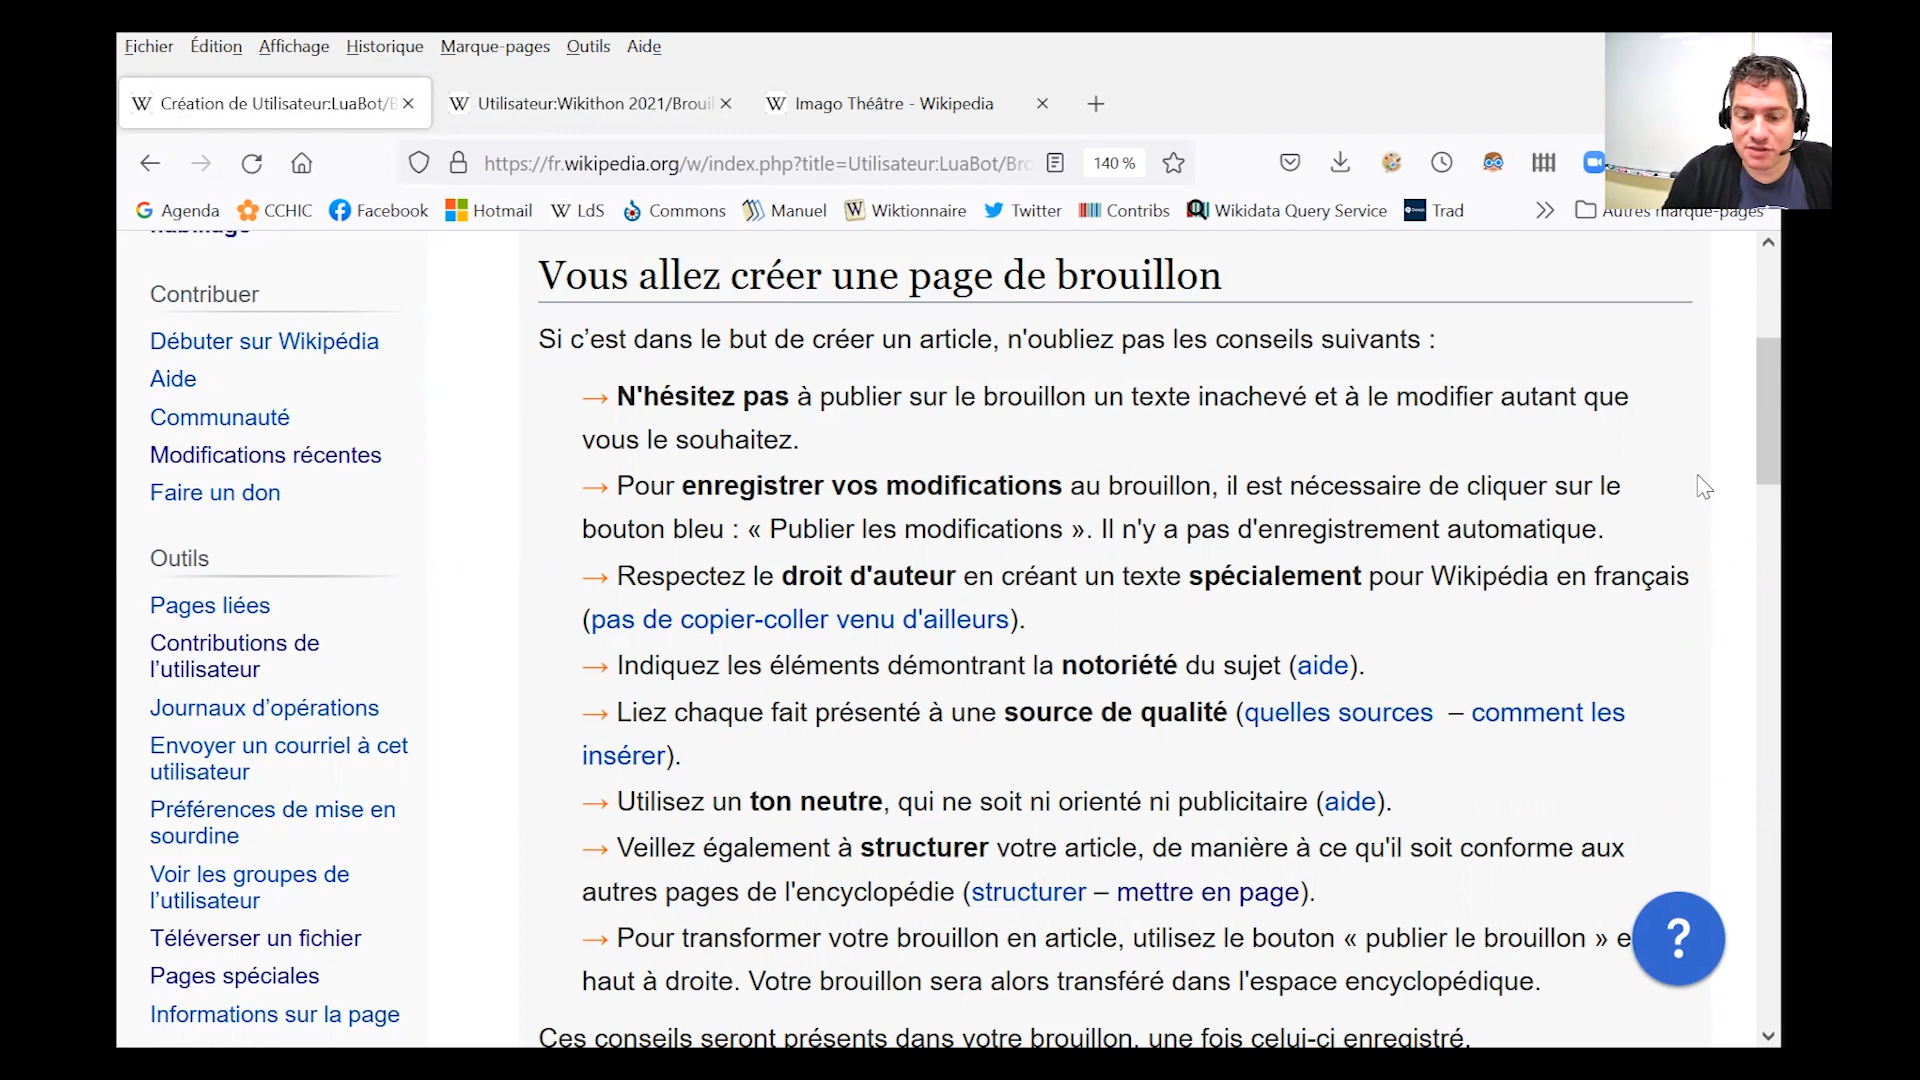 Fichier Édition Affichage Historique Marque-pages Outils Aide
Création de Utilisateur:LuaBot/B
Utilisateur:Wikithon 2021/Brouil
Imago Théâtre - Wikipedia
https://fr.wikipedia.org/w/index.php?title=Utilisateur:LuaBot/Bro
140 %
Agenda CCHIC Facebook Hotmail LdS Commons Manuel Wiktionnaire Twitter Contribs Wikidata Query Service Trad Autres marque-pages
habillage
Contribuer
Débuter sur Wikipédia
Aide
Communauté
Modifications récentes
Faire un don
Outils
Pages liées
Contributions de
l'utilisateur
Journaux d'opérations
Envoyer un courriel à cet
utilisateur
Préférences de mise en
sourdine
Voir les groupes de
l'utilisateur
Téléverser un fichier
Pages spéciales
Informations sur la page
Vous allez créer une page de brouillon
Si c'est dans le but de créer un article, n'oubliez pas les conseils suivants :
→ N'hésitez pas à publier sur le brouillon un texte inachevé et à le modifier autant que
vous le souhaitez.
→ Pour enregistrer vos modifications au brouillon, il est nécessaire de cliquer sur le
bouton bleu : « Publier les modifications ». Il n'y a pas d'enregistrement automatique.
→ Respectez le droit d'auteur en créant un texte spécialement pour Wikipédia en français
(pas de copier-coller venu d'ailleurs).
→ Indiquez les éléments démontrant la notoriété du sujet (aide).
→ Liez chaque fait présenté à une source de qualité (quelles sources – comment les
insérer).
→ Utilisez un ton neutre, qui ne soit ni orienté ni publicitaire (aide).
→ Veillez également à structurer votre article, de manière à ce qu'il soit conforme aux
autres pages de l'encyclopédie (structurer – mettre en page).
→ Pour transformer votre brouillon en article, utilisez le bouton « publier le brouillon » e
haut à droite. Votre brouillon sera alors transféré dans l'espace encyclopédique.
Ces conseils seront présents dans votre brouillon, une fois celui-ci enregistré.
?